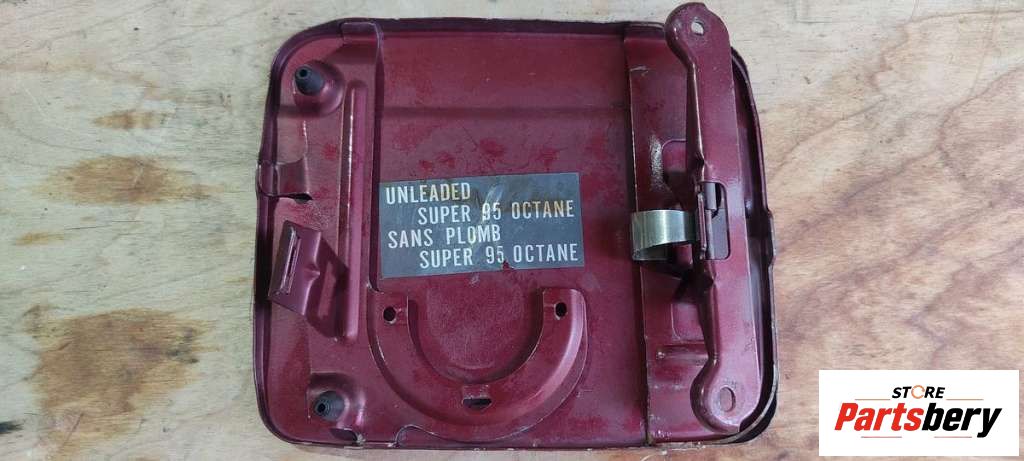 UNLEADED
SUPER 95 OCTANE
SANS PLOMB
SUPER 95 OCTANE
STORE
Partsbery